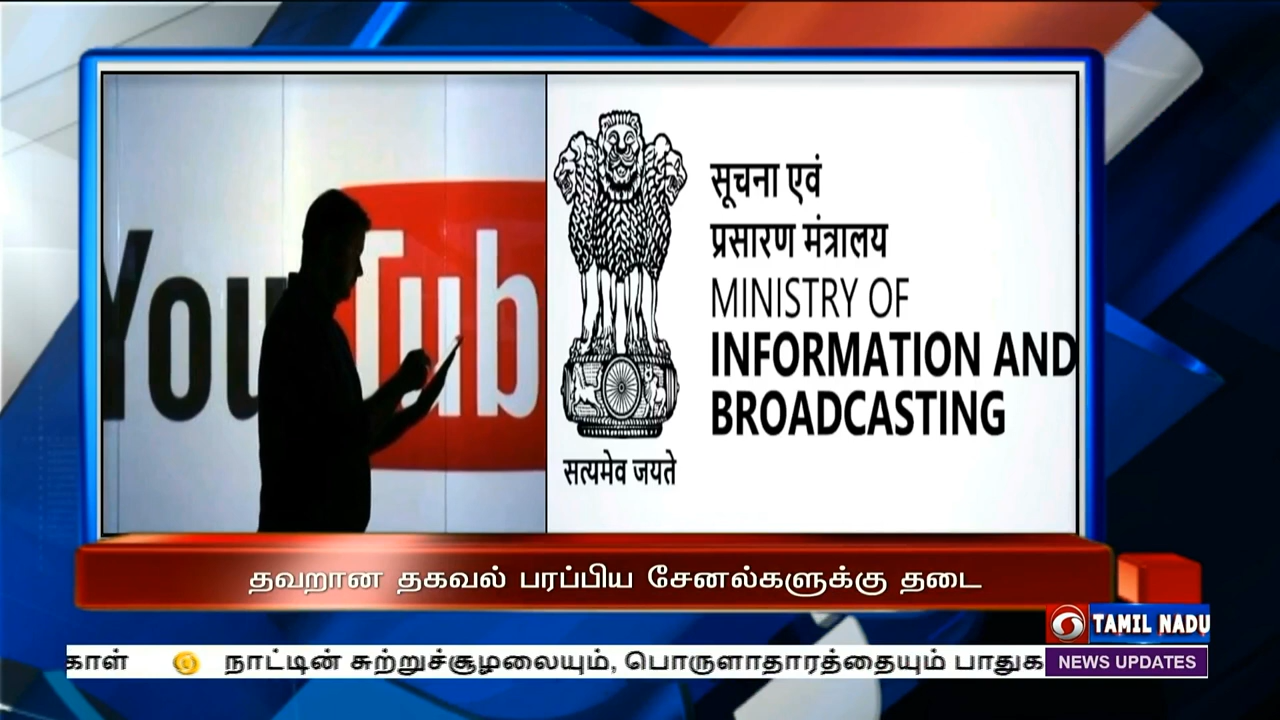 YouTub
सूचना एवं
प्रसारण मंत्रालय
MINISTRY OF
INFORMATION AND
BROADCASTING
सत्यमेव जयते
தவறான தகவல் பரப்பிய சேனல்களுக்கு தடை
TAMIL NADU
காள் நாட்டின் சுற்றுச்சூழலையும், பொருளாதாரத்தையும் பாதுக
NEWS UPDATES